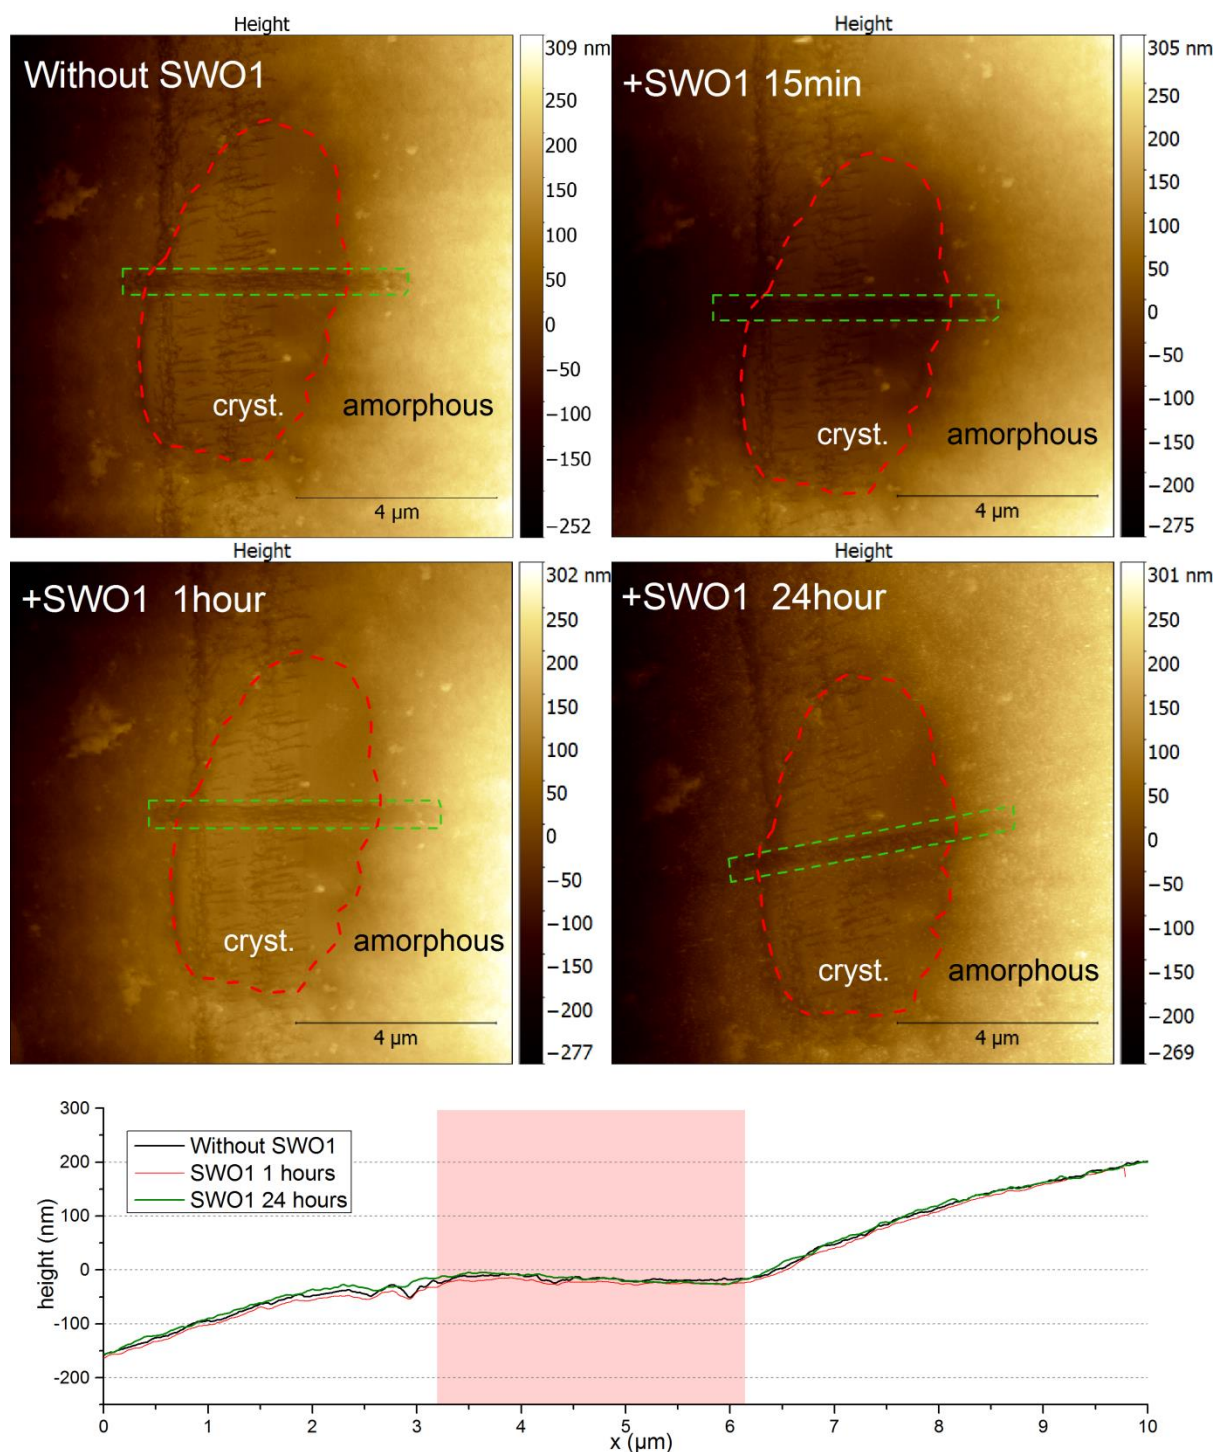 Height
Without SWO1
309 nm
250
200
150
100
50
0
−50
−100
−150
−252
cryst.
amorphous
4 µm
Height
+SWO1 15min
305 nm
250
200
150
100
50
0
−50
−100
−150
−200
−275
cryst.
amorphous
4 µm
Height
+SWO1 1hour
302 nm
250
200
150
100
50
0
−50
−100
−150
−200
−277
cryst.
amorphous
4 µm
Height
+SWO1 24hour
301 nm
250
200
150
100
50
0
−50
−100
−150
−200
−269
cryst.
amorphous
4 µm
300
200
100
0
-100
-200
height (nm)
Without SWO1
SWO1 1 hours
SWO1 24 hours
0 1 2 3 4 5 6 7 8 9 10
x (µm)